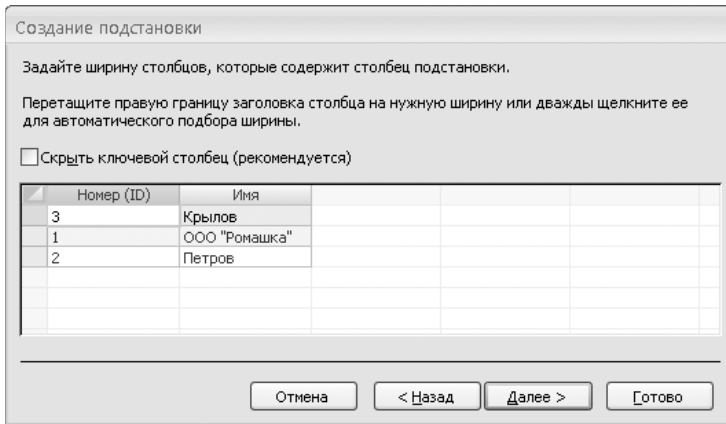 Создание подстановки
Задайте ширину столбцов, которые содержит столбец подстановки.
Перетащите правую границу заголовка столбца на нужную ширину или дважды щелкните ее
для автоматического подбора ширины.
Скрыть ключевой столбец (рекомендуется)
Номер (ID) Имя
3 Крылов
1 ООО "Ромашка"
2 Петров
Отмена < Назад Далее > Готово